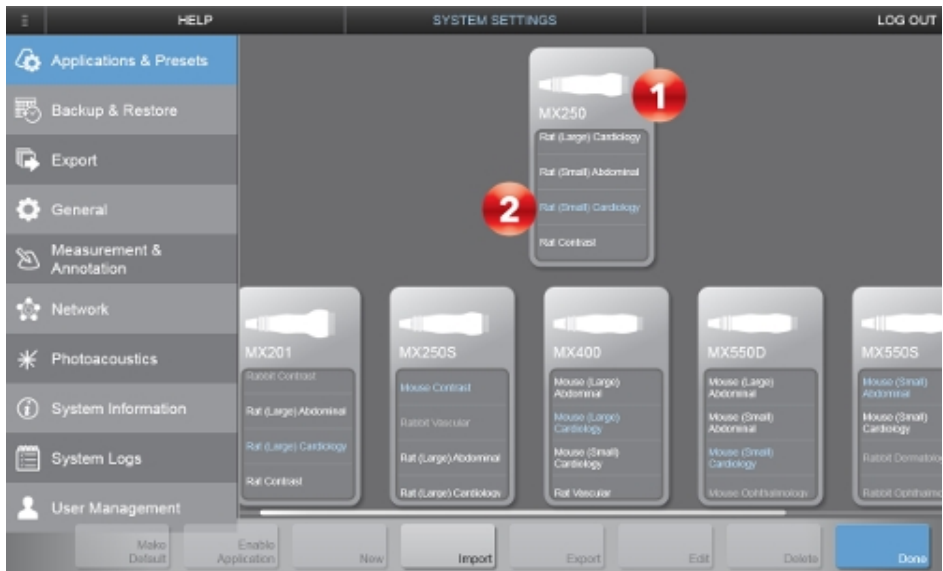 HELP
SYSTEM SETTINGS
LOG OUT
Applications & Presets
Backup & Restore
Export
General
Measurement &
Annotation
Network
Photoacoustics
System Information
System Logs
User Management
1
MX250
Rat (Large) Cardiology
Rat (Small) Abdominal
2
Rat (Small) Cardiology
Rat Contrast
MX201
Rabbit Contrast
Rat (Large) Abdominal
Rat (Large) Cardiology
Rat Contrast
MX250S
Mouse Contrast
Rabbit Vascular
Rat (Large) Abdominal
Rat (Large) Cardiology
MX400
Mouse (Large)
Abdominal
Mouse (Large)
Cardiology
Mouse (Small)
Cardiology
Rat Vascular
MX550D
Mouse (Large)
Abdominal
Mouse (Small)
Abdominal
Mouse (Small)
Cardiology
Mouse Ophthalmology
MX550S
Mouse (Small)
Abdominal
Mouse (Small)
Cardiology
Rabbit Dermatolo
Rabbit Ophthalmo
Make
Default
Enable
Application
New
Import
Export
Edit
Delete
Done